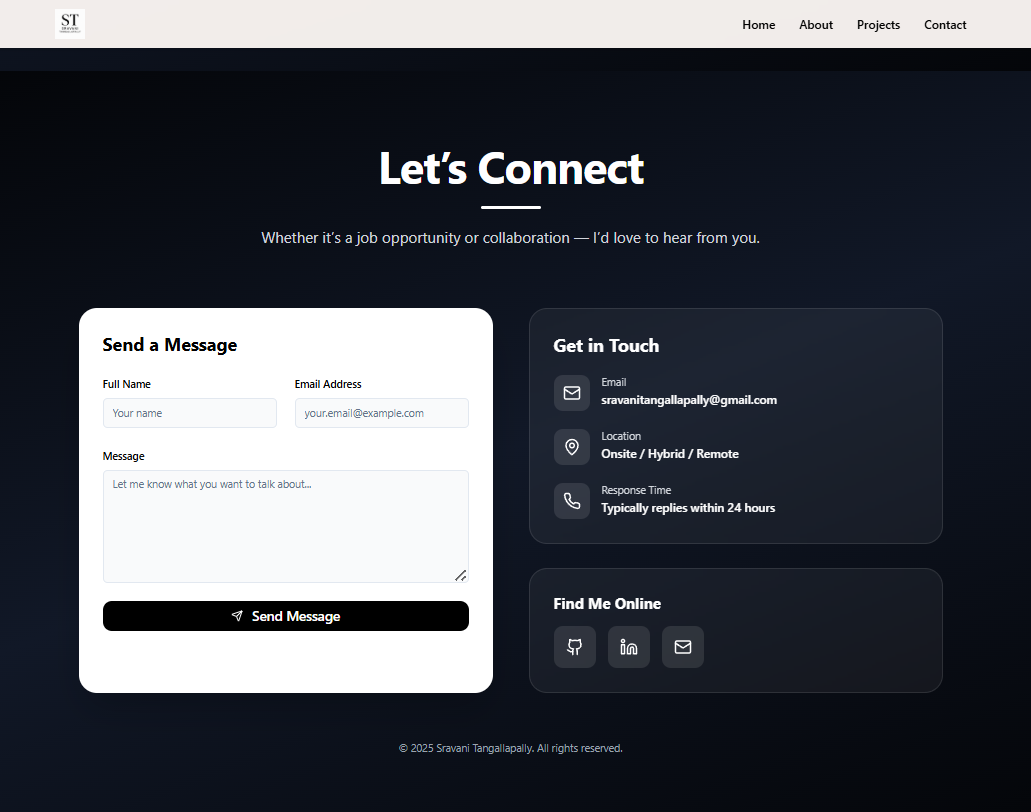 ST
Home
About
Projects
Contact
Let’s Connect
Whether it’s a job opportunity or collaboration — I’d love to hear from you.
Send a Message
Full Name
Email Address
Your name
your.email@example.com
Message
Let me know what you want to talk about...
Send Message
Get in Touch
Email
sravanitangallapally@gmail.com
Location
Onsite / Hybrid / Remote
Response Time
Typically replies within 24 hours
Find Me Online
© 2025 Sravani Tangallapally. All rights reserved.